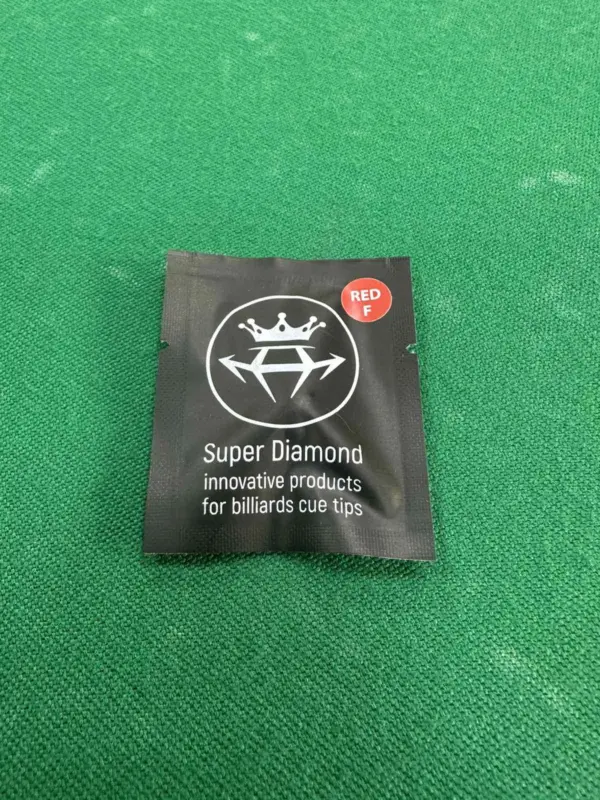 RED
F
Super Diamond
innovative products
for billiards cue tips